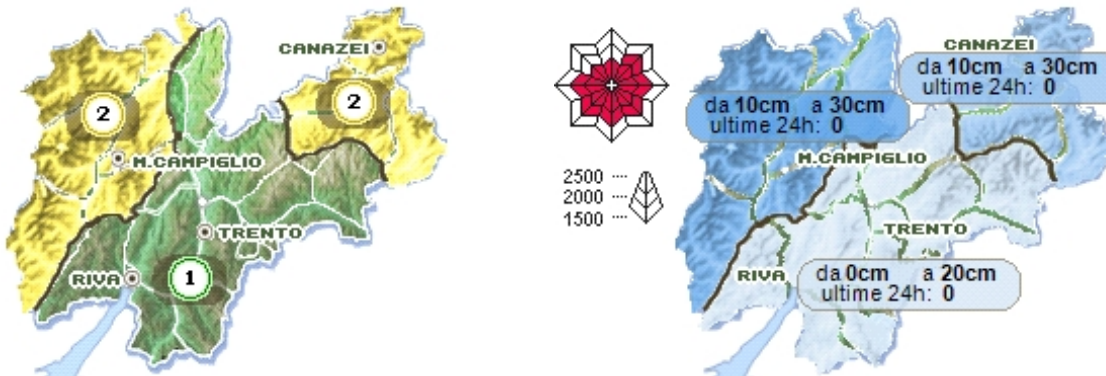 CANAZEI
2
2
M.CAMPIGLIO
TRENTO
RIVA
1
2500
2000
1500
CANAZEI
da 10cm a 30cm
ultime 24h: 0
da 10cm a 30cm
ultime 24h: 0
M.CAMPIGLIO
TRENTO
RIVA
da 0cm a 20cm
ultime 24h: 0